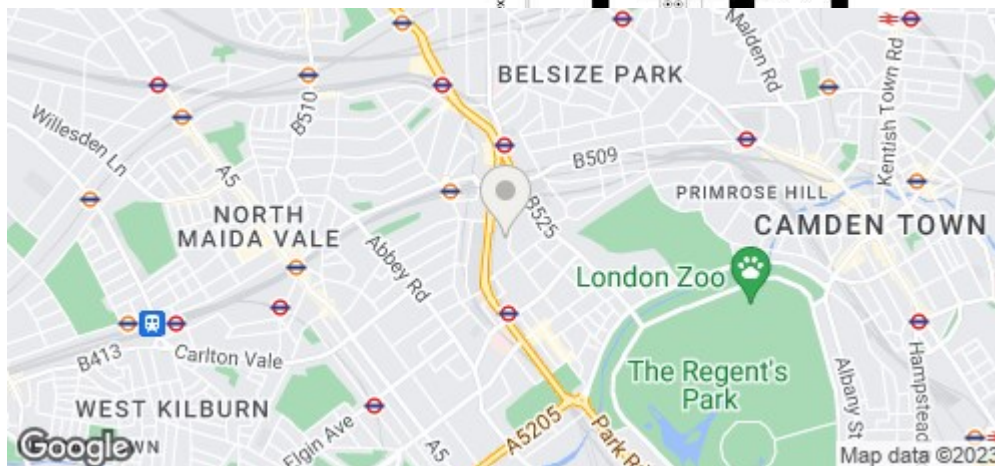 Malden Rd
Kentish Town Rd
BELSIZE PARK
B510
Willesden Ln
A5
B509
PRIMROSE HILL
B525
NORTH
MAIDA VALE
CAMDEN TOWN
Abbey Rd
London Zoo
B413
Carlton Vale
The Regent's
Park
Albany St
Hampstead
WEST KILBURN
Elgin Ave
A5
A5205
Park Rd
Google
OWN
Map data ©2023